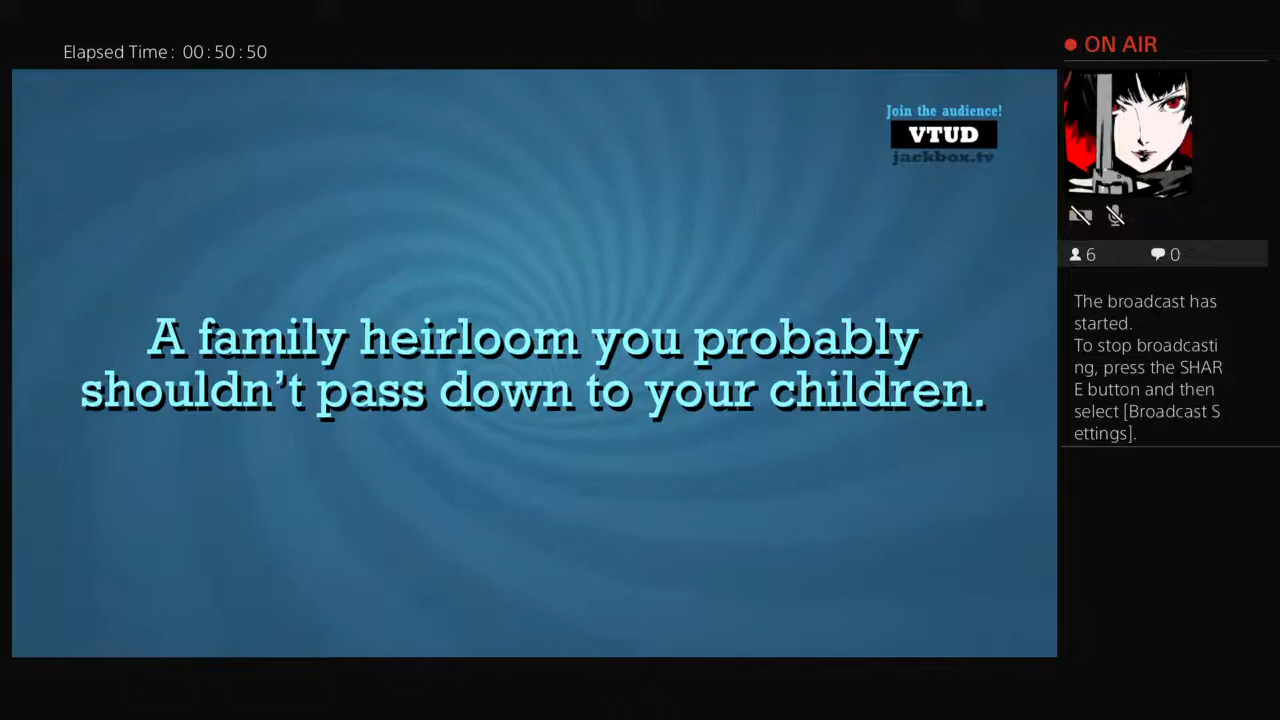 Elapsed Time: 00:50:50
ON AIR
Join the audience!
VTUD
jackbox.tv
6
0
A family heirloom you probably
shouldn't pass down to your children.
The broadcast has
started.
To stop broadcasti
ng, press the SHAR
E button and then
select [Broadcast S
ettings].